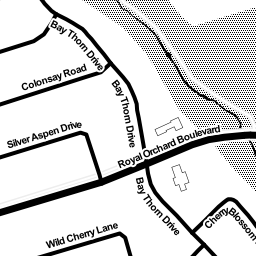 Bay Thorn Drive
Colonsay Road
Bay Thorn Drive
Silver Aspen Drive
Royal Orchard Boulevard
Bay Thorn Drive
Cherry Blossom
Wild Cherry Lane